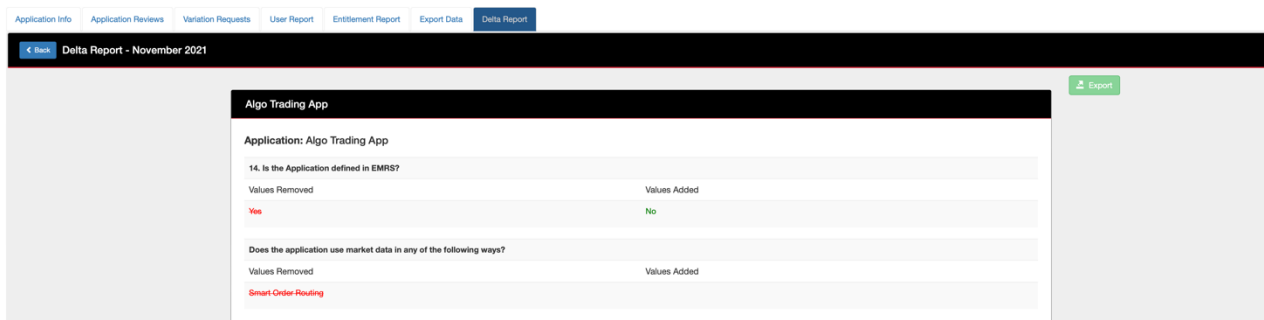 Application Info Application Reviews Variation Requests User Report Entitlement Report Export Data Delta Report
Back Delta Report - November 2021
Export
Algo Trading App
Application: Algo Trading App
14. Is the Application defined in EMRS?
Values Removed Values Added
Yes No
Does the application use market data in any of the following ways?
Values Removed Values Added
Smart Order Routing